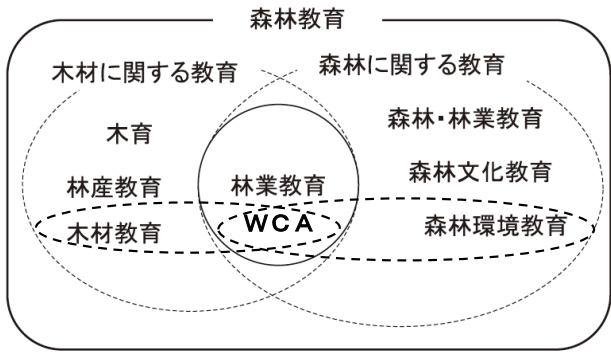 森林教育
木材に関する教育
森林に関する教育
木育
森林・林業教育
林産教育
林業教育
森林文化教育
木材教育
WCA
森林環境教育